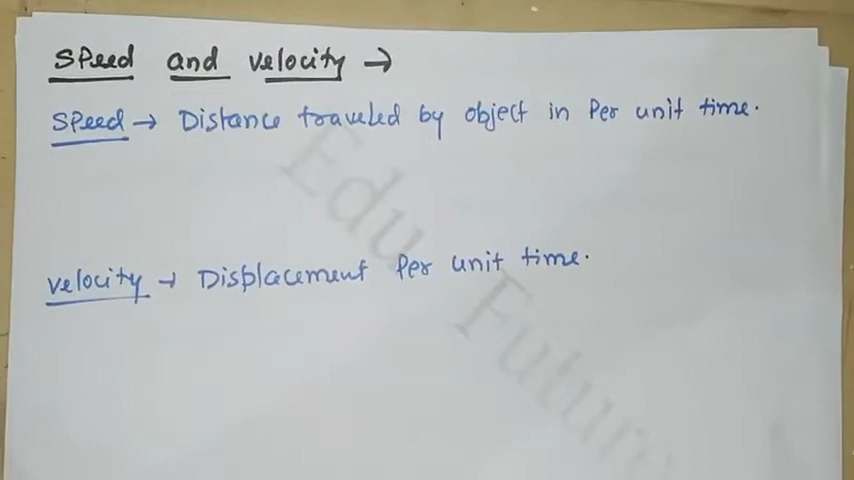 Speed and velocity →
Speed → Distance traveled by object in Per unit time.
velocity → Displacement Per unit time.
Edu Future